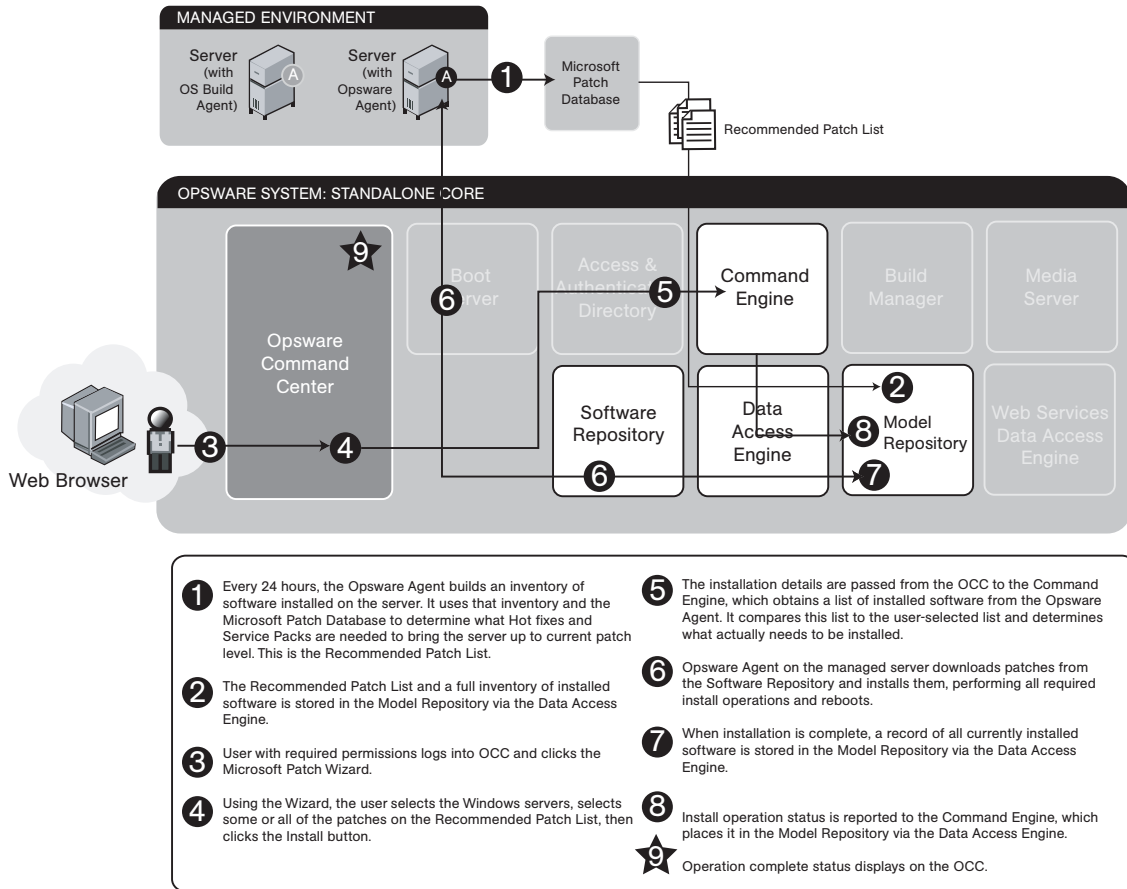 MANAGED ENVIRONMENT
Server
(with
OS Build
Agent)
A
Server
(with
Opsware
Agent)
A
1
Microsoft
Patch
Database
Recommended Patch List
OPSWARE SYSTEM: STANDALONE CORE
9
Opsware
Command
Center
Boot
Server
6
Access &
Authentication
Directory
5
Command
Engine
Build
Manager
Media
Server
Web Browser
3
4
Software
Repository
6
Data
Access
Engine
2
8 Model
Repository
7
Web Services
Data Access
Engine
1 Every 24 hours, the Opsware Agent builds an inventory of
software installed on the server. It uses that inventory and the
Microsoft Patch Database to determine what Hot fixes and
Service Packs are needed to bring the server up to current patch
level. This is the Recommended Patch List.
2 The Recommended Patch List and a full inventory of installed
software is stored in the Model Repository via the Data Access
Engine.
3 User with required permissions logs into OCC and clicks the
Microsoft Patch Wizard.
4 Using the Wizard, the user selects the Windows servers, selects
some or all of the patches on the Recommended Patch List, then
clicks the Install button.
5 The installation details are passed from the OCC to the Command
Engine, which obtains a list of installed software from the Opsware
Agent. It compares this list to the user-selected list and determines
what actually needs to be installed.
6 Opsware Agent on the managed server downloads patches from
the Software Repository and installs them, performing all required
install operations and reboots.
7 When installation is complete, a record of all currently installed
software is stored in the Model Repository via the Data Access
Engine.
8 Install operation status is reported to the Command Engine, which
places it in the Model Repository via the Data Access Engine.
9 Operation complete status displays on the OCC.